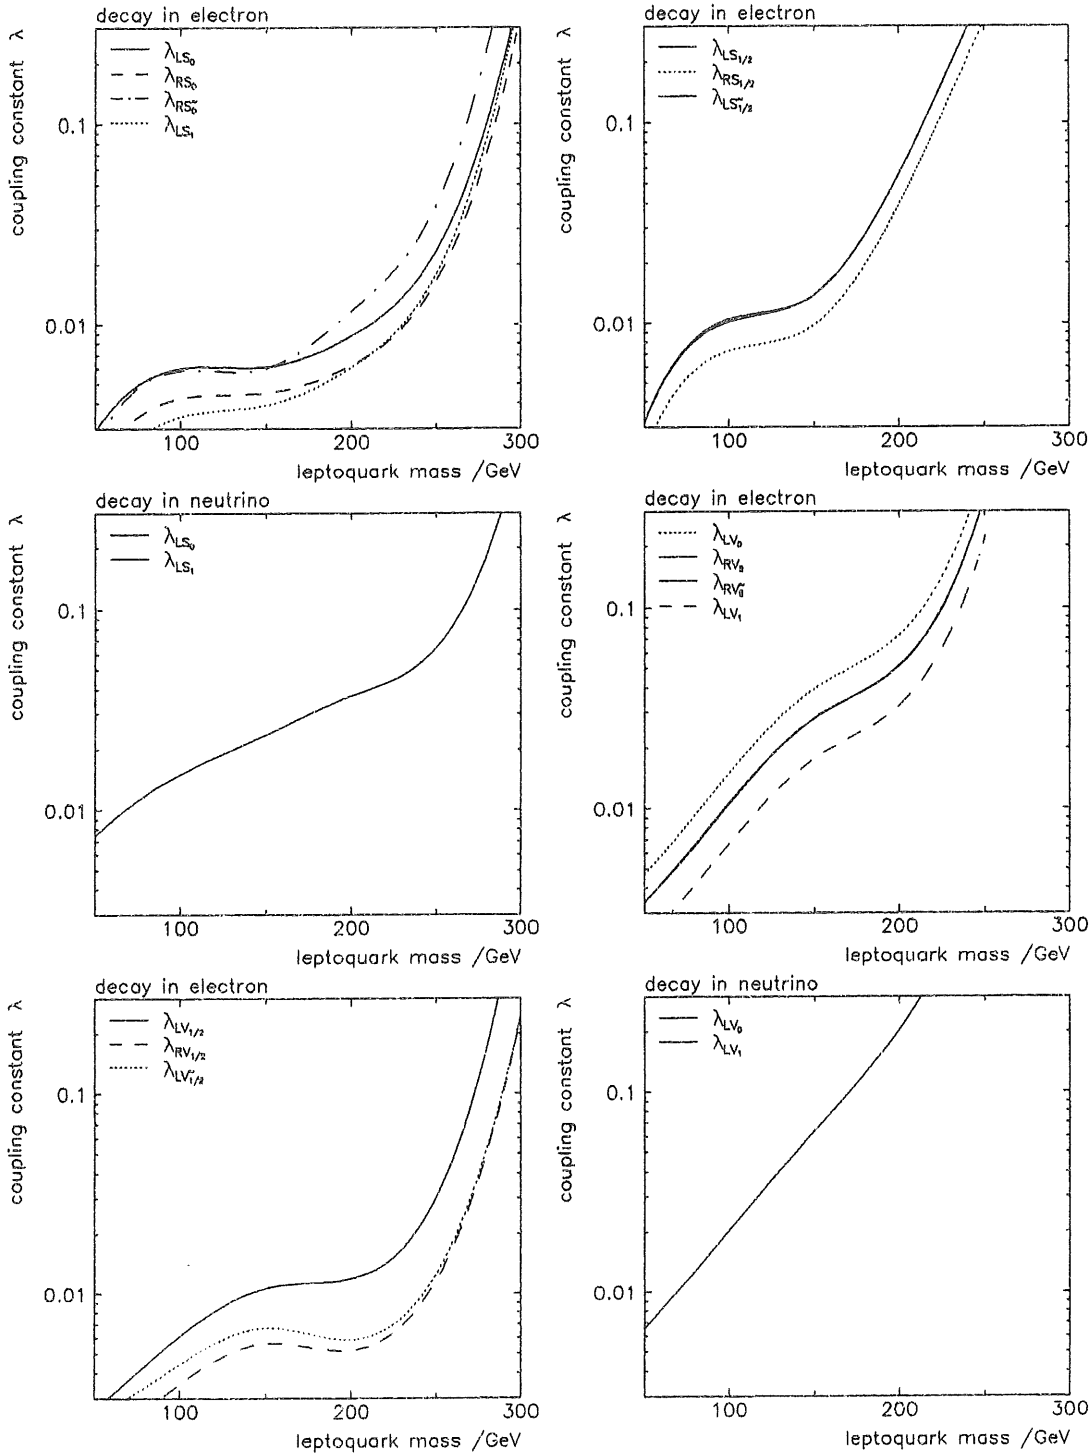 decay in electron
coupling constant λ
λLS₀
λRS₀
λRS̃₀
λLS₁
0.1
0.01
100
200
300
leptoquark mass /GeV
decay in electron
coupling constant λ
λLS₁/₂
λRS₁/₂
λLS̃₁/₂
0.1
0.01
100
200
300
leptoquark mass /GeV
decay in neutrino
coupling constant λ
λLS₀
λLS₁
0.1
0.01
100
200
300
leptoquark mass /GeV
decay in electron
coupling constant λ
λLV₀
λRV₀
λRṼ₀
λLV₁
0.1
0.01
100
200
300
leptoquark mass /GeV
decay in electron
coupling constant λ
λLV₁/₂
λRV₁/₂
λLṼ₁/₂
0.1
0.01
100
200
300
leptoquark mass /GeV
decay in neutrino
coupling constant λ
λLV₀
λLV₁
0.1
0.01
100
200
300
leptoquark mass /GeV